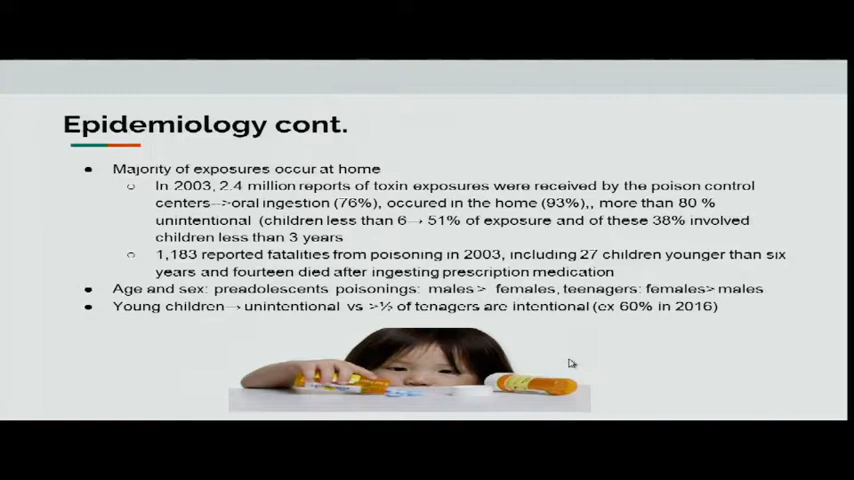 Epidemiology cont.
● Majority of exposures occur at home
○ In 2003, 2.4 million reports of toxin exposures were received by the poison control
centers→oral ingestion (76%), occured in the home (93%),, more than 80 %
unintentional (children less than 6→ 51% of exposure and of these 38% involved
children less than 3 years
○ 1,183 reported fatalities from poisoning in 2003, including 27 children younger than six
years and fourteen died after ingesting prescription medication
● Age and sex: preadolescents poisonings: males > females, teenagers: females> males
● Young children→ unintentional vs >½ of tenagers are intentional (ex 60% in 2016)